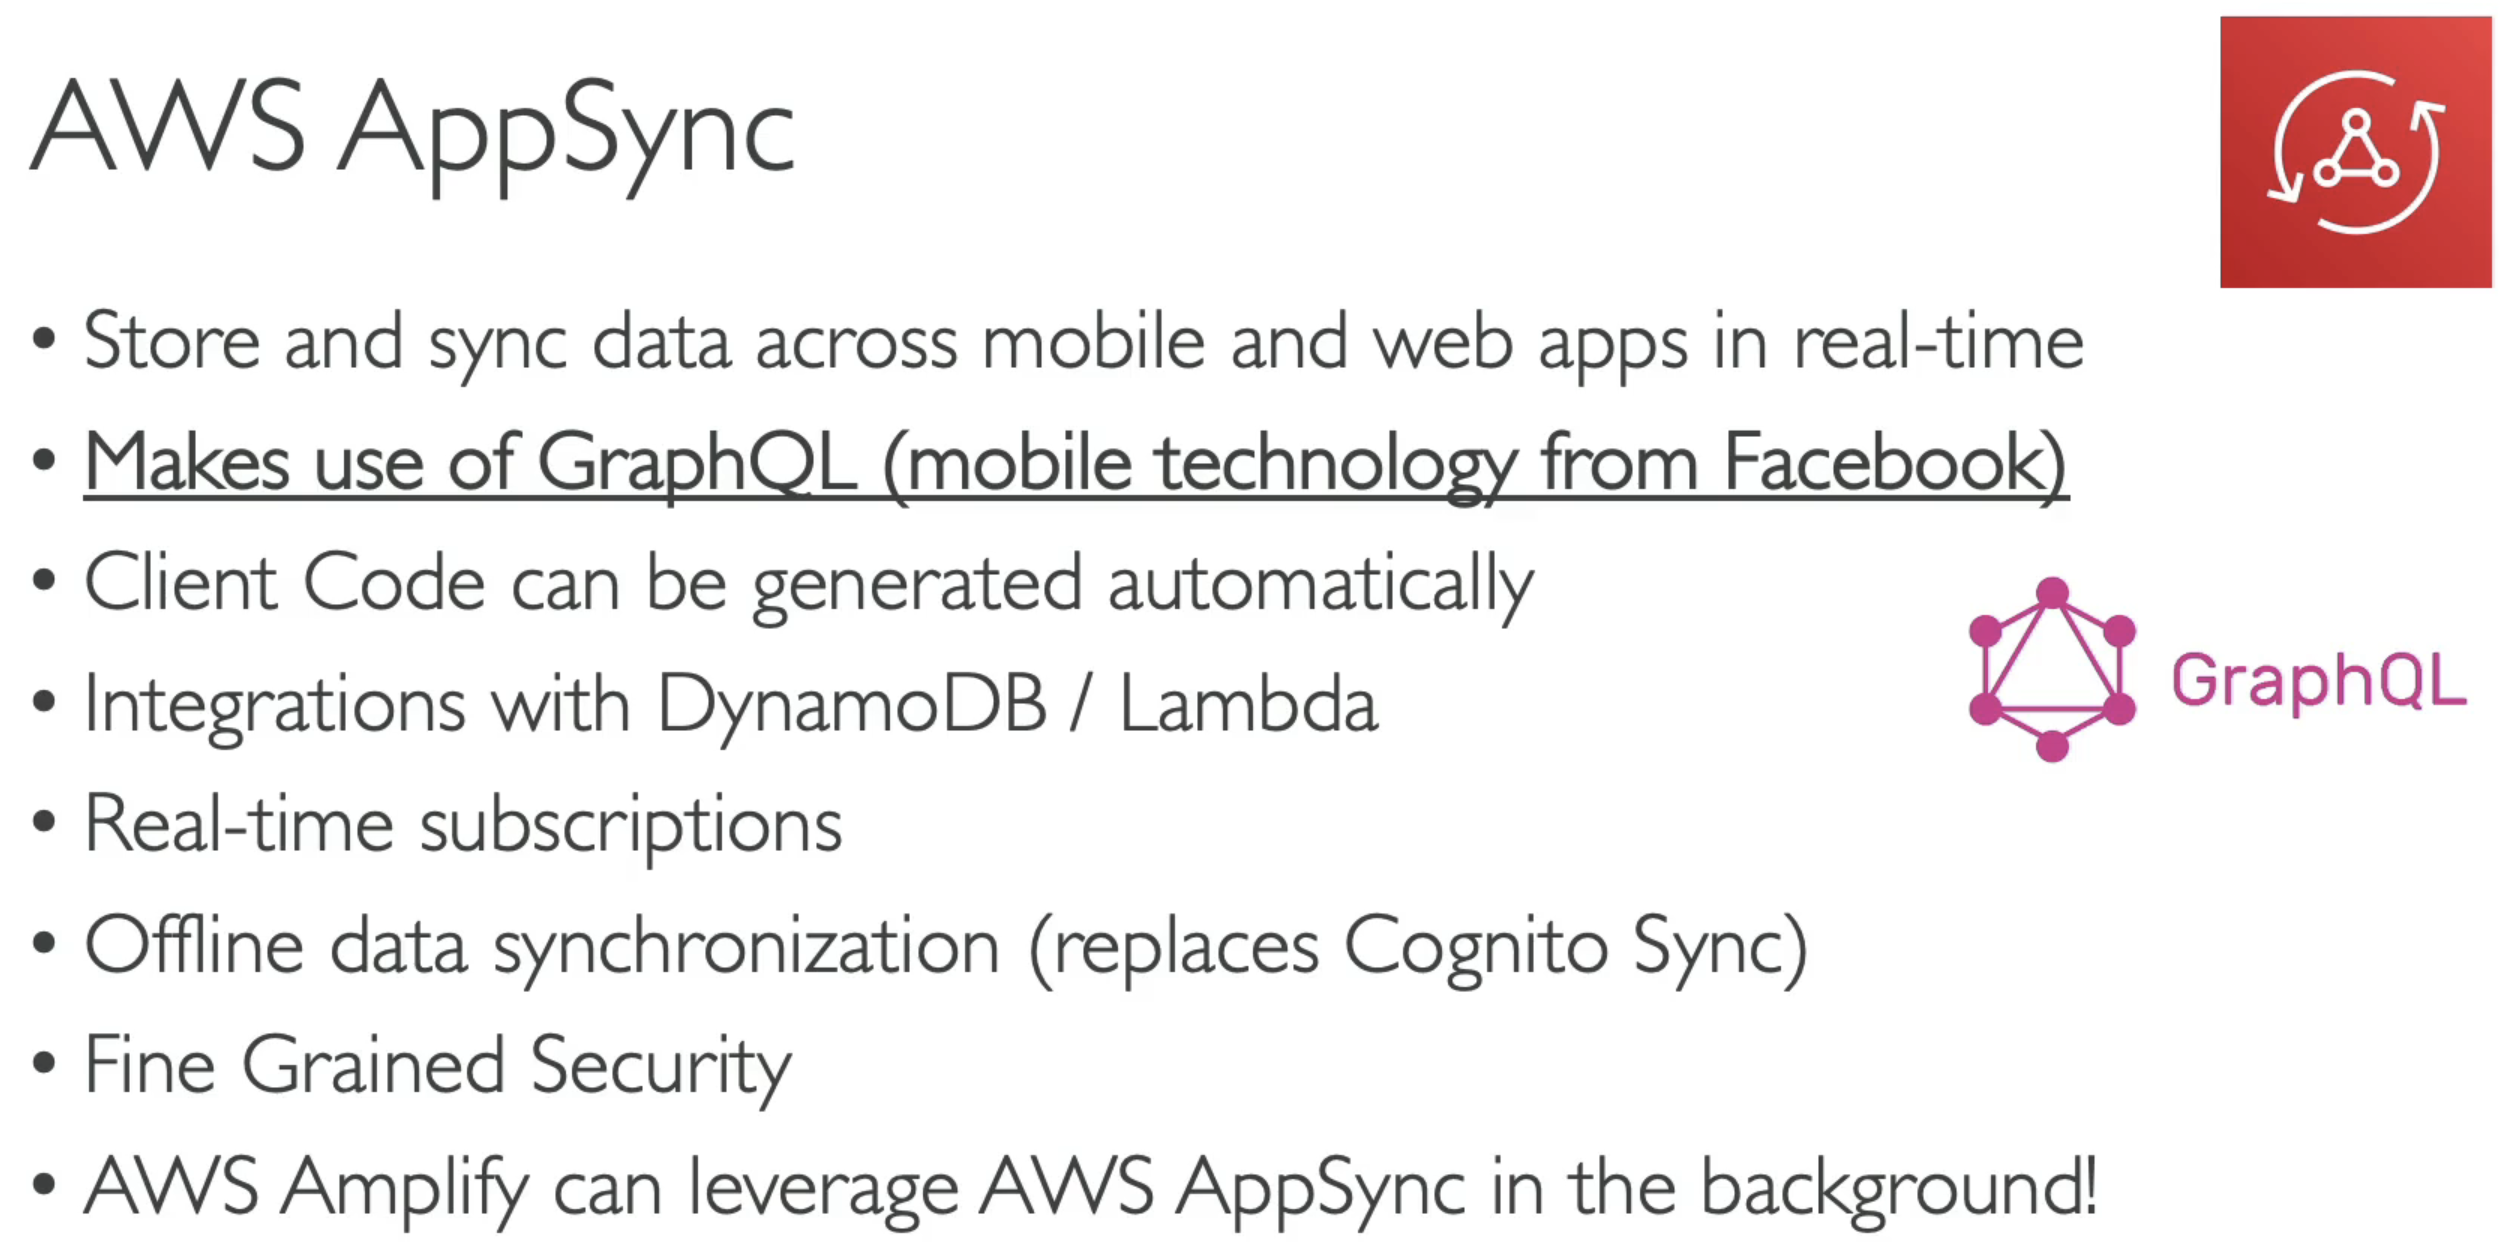 AWS AppSync
• Store and sync data across mobile and web apps in real-time
• Makes use of GraphQL (mobile technology from Facebook)
• Client Code can be generated automatically
• Integrations with DynamoDB / Lambda
GraphQL
• Real-time subscriptions
• Offline data synchronization (replaces Cognito Sync)
• Fine Grained Security
• AWS Amplify can leverage AWS AppSync in the background!